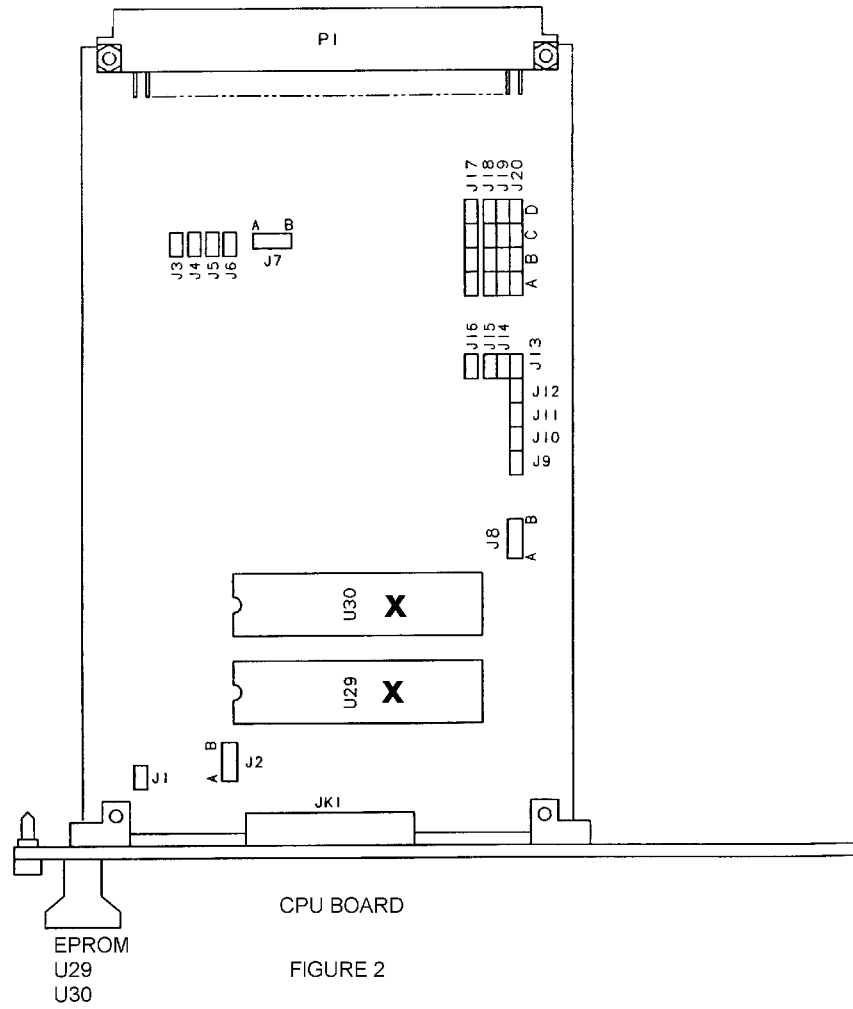 P1
J17
J18
J19
J20
A B C D
A B
J3
J4
J5
J6
J7
J16
J15
J14
J13
J12
J11
J10
J9
B
J8
A
U30 X
U29 X
B
J2
A
J1
JK1
CPU BOARD
EPROM
U29
U30
FIGURE 2